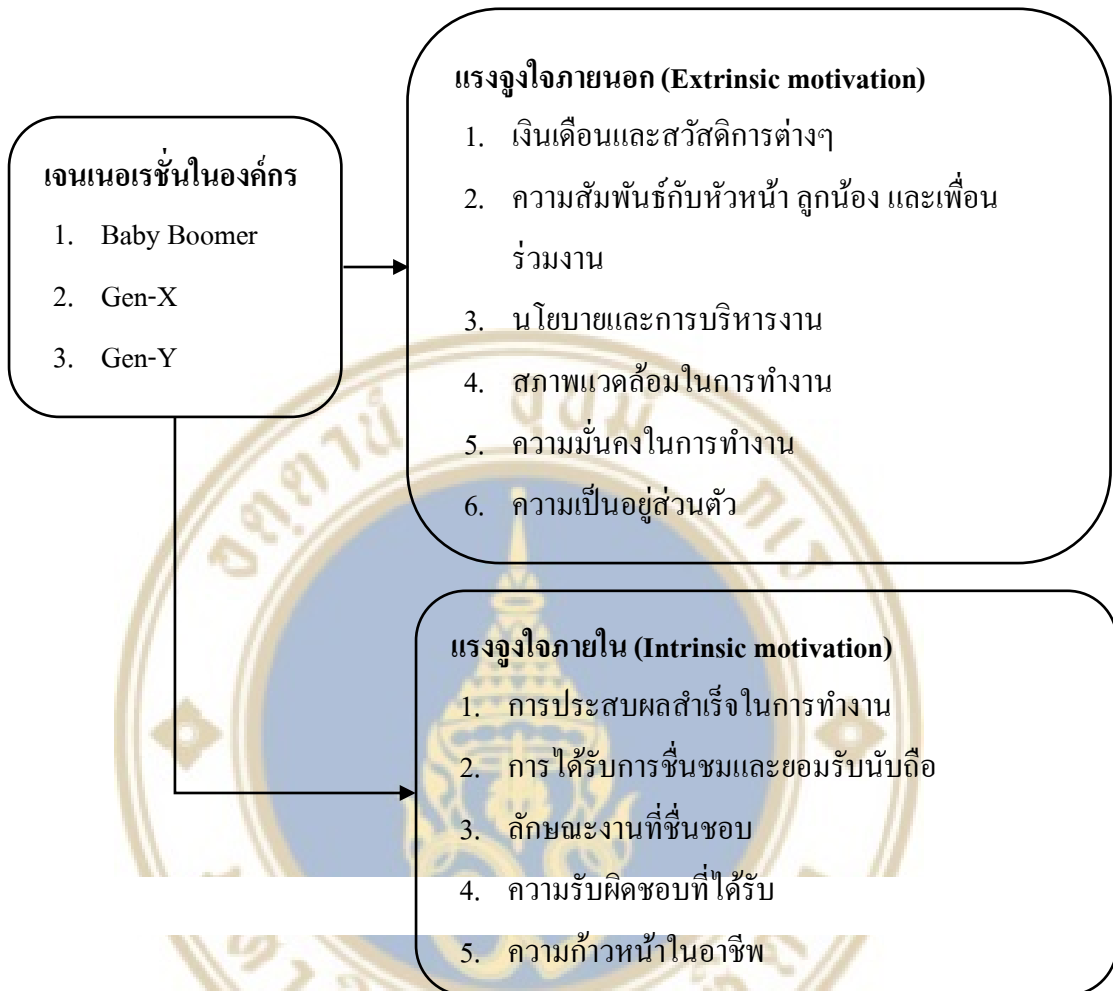 เจนเนอเรชั่นในองค์กร
1. Baby Boomer
2. Gen-X
3. Gen-Y
แรงจูงใจภายนอก (Extrinsic motivation)
1. เงินเดือนและสวัสดิการต่างๆ
2. ความสัมพันธ์กับหัวหน้า ลูกน้อง และเพื่อน
ร่วมงาน
3. นโยบายและการบริหารงาน
4. สภาพแวดล้อมในการทำงาน
5. ความมั่นคงในการทำงาน
6. ความเป็นอยู่ส่วนตัว
แรงจูงใจภายใน (Intrinsic motivation)
1. การประสบผลสำเร็จในการทำงาน
2. การได้รับการชื่นชมและยอมรับนับถือ
3. ลักษณะงานที่ชื่นชอบ
4. ความรับผิดชอบที่ได้รับ
5. ความก้าวหน้าในอาชีพ